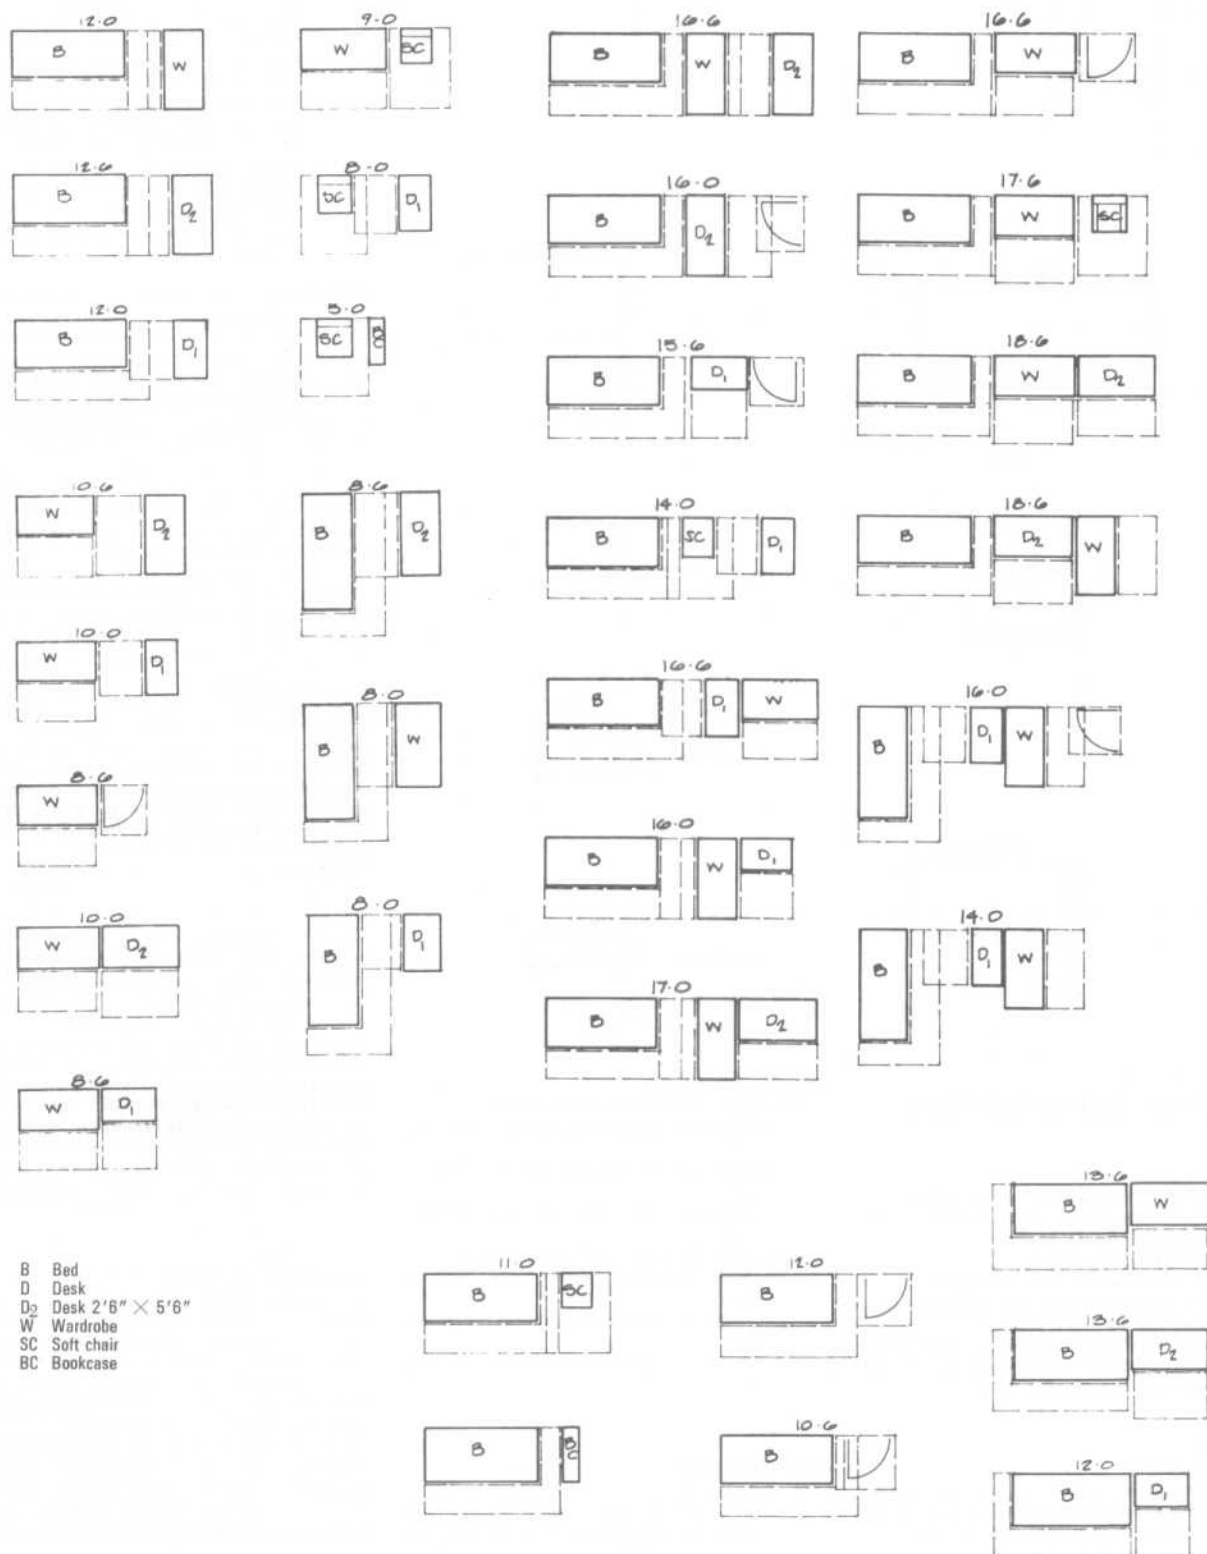 12·0
B W
9·0
W SC
16·6
B W D2
16·6
B W
12·6
B D2
8·0
SC D1
16·0
B D2
17·6
B W SC
12·0
B D1
5·0
SC BC
15·6
B D1
18·6
B W D2
10·6
W D2
8·6
B D2
14·0
B SC D1
18·6
B D2 W
10·0
W D1
8·0
B W
16·6
B D1 W
16·0
B D1 W
8·6
W
16·0
B W D1
10·0
W D2
8·0
B D1
14·0
B D1 W
17·0
B W D2
8·6
W D1
13·6
B W
11·0
B SC
12·0
B
13·6
B D2
B BC
10·6
B
12·0
B D1
B Bed
D Desk
D2 Desk 2'6" × 5'6"
W Wardrobe
SC Soft chair
BC Bookcase